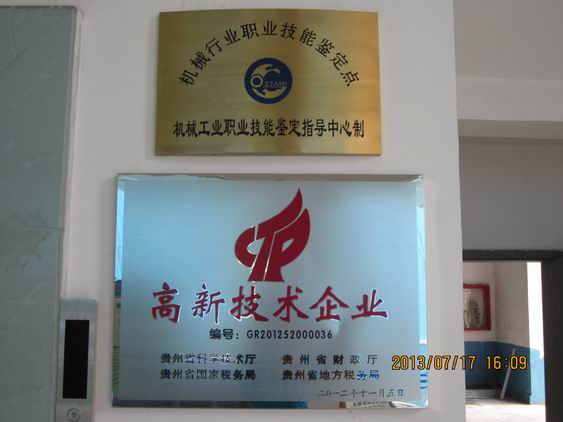 机械行业职业技能鉴定点
OSTAMI
机械工业职业技能鉴定指导中心制
高新技术企业
编号：GR201252000036
贵州省科学技术厅 贵州省财政厅
贵州省国家税务局 贵州省地方税务局
二〇一二年十一月五日
2013/07/17 16:09